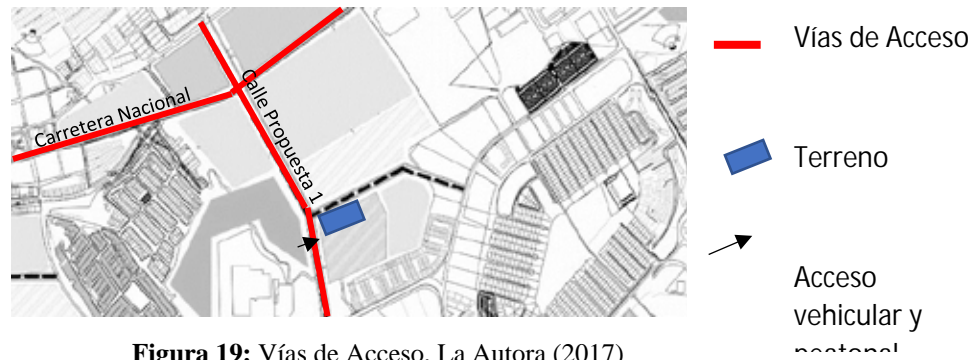 Carretera Nacional
Calle Propuesta 1
Vías de Acceso
Terreno
Acceso
vehicular y
Figura 19: Vías de Acceso. La Autora (2017)